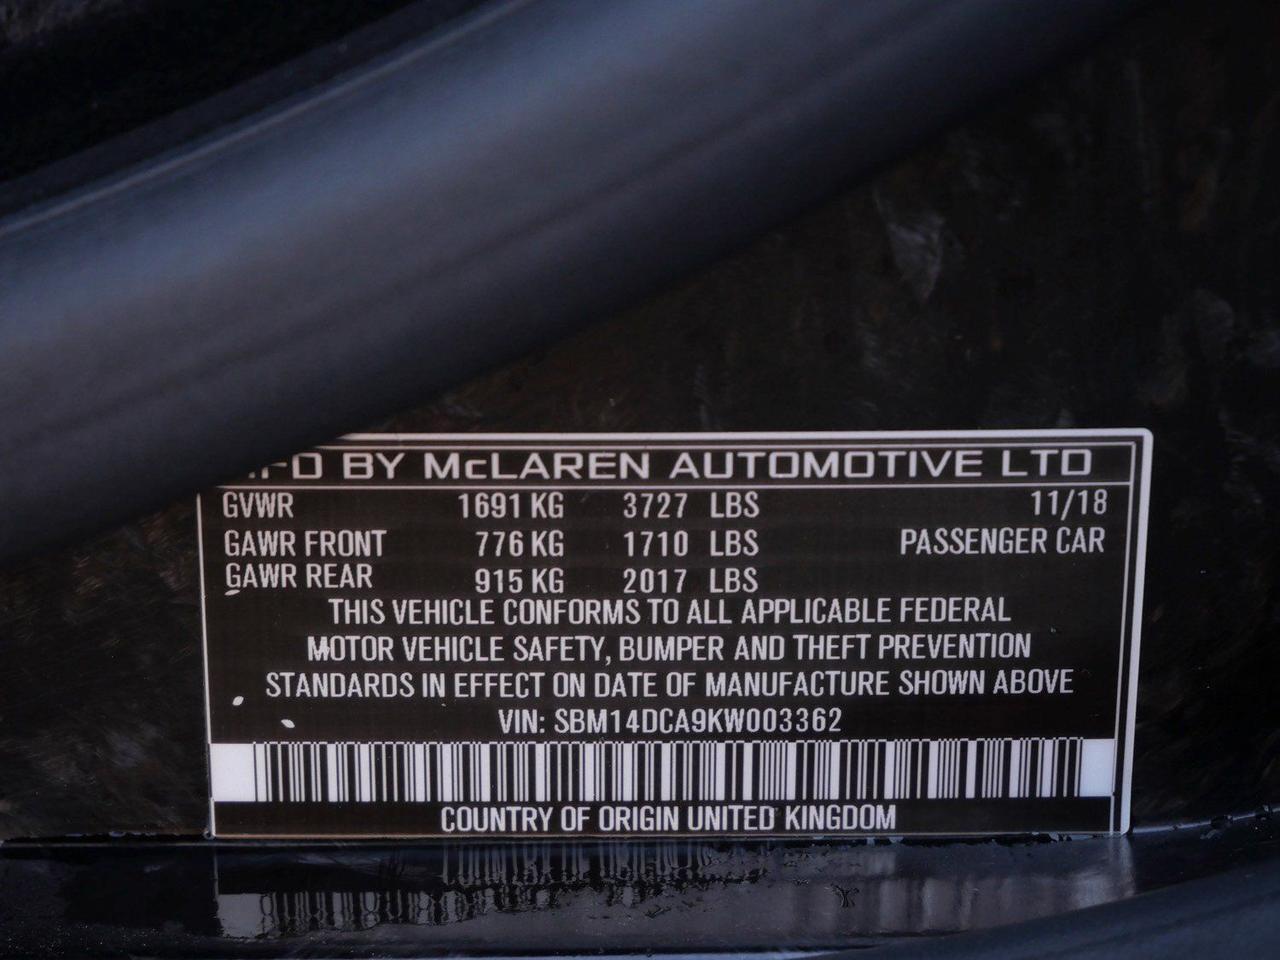 MFD BY McLAREN AUTOMOTIVE LTD
GVWR 1691 KG 3727 LBS 11/18
GAWR FRONT 776 KG 1710 LBS PASSENGER CAR
GAWR REAR 915 KG 2017 LBS
THIS VEHICLE CONFORMS TO ALL APPLICABLE FEDERAL
MOTOR VEHICLE SAFETY, BUMPER AND THEFT PREVENTION
STANDARDS IN EFFECT ON DATE OF MANUFACTURE SHOWN ABOVE
VIN: SBM14DCA9KW003362
COUNTRY OF ORIGIN UNITED KINGDOM